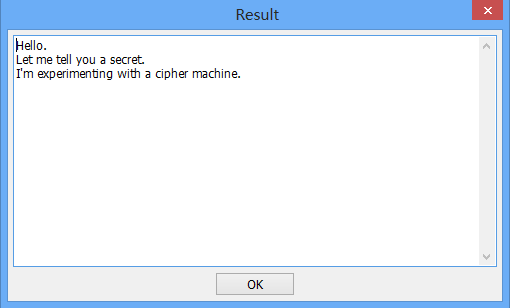 Result
Hello.
Let me tell you a secret.
I'm experimenting with a cipher machine.
OK